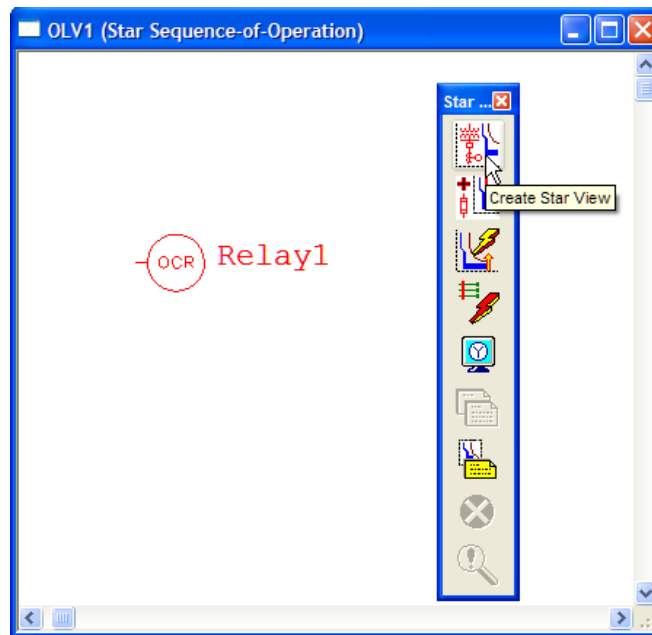 OLV1 (Star Sequence-of-Operation)
Star ...
Create Star View
OCR Relay1